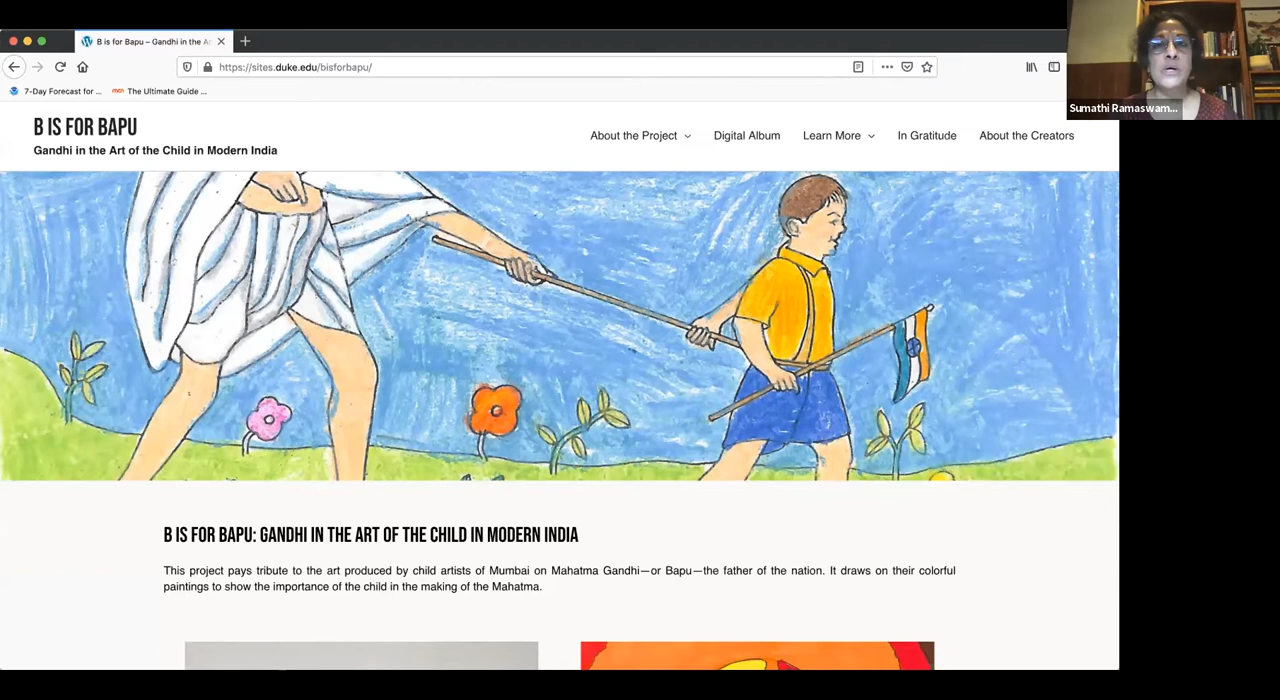 B is for Bapu – Gandhi in the Ar
https://sites.duke.edu/bisforbapu/
7-Day Forecast for ...
The Ultimate Guide ...
Sumathi Ramaswam...
B IS FOR BAPU
Gandhi in the Art of the Child in Modern India
About the Project
Digital Album
Learn More
In Gratitude
About the Creators
B IS FOR BAPU: GANDHI IN THE ART OF THE CHILD IN MODERN INDIA
This project pays tribute to the art produced by child artists of Mumbai on Mahatma Gandhi—or Bapu—the father of the nation. It draws on their colorful
paintings to show the importance of the child in the making of the Mahatma.